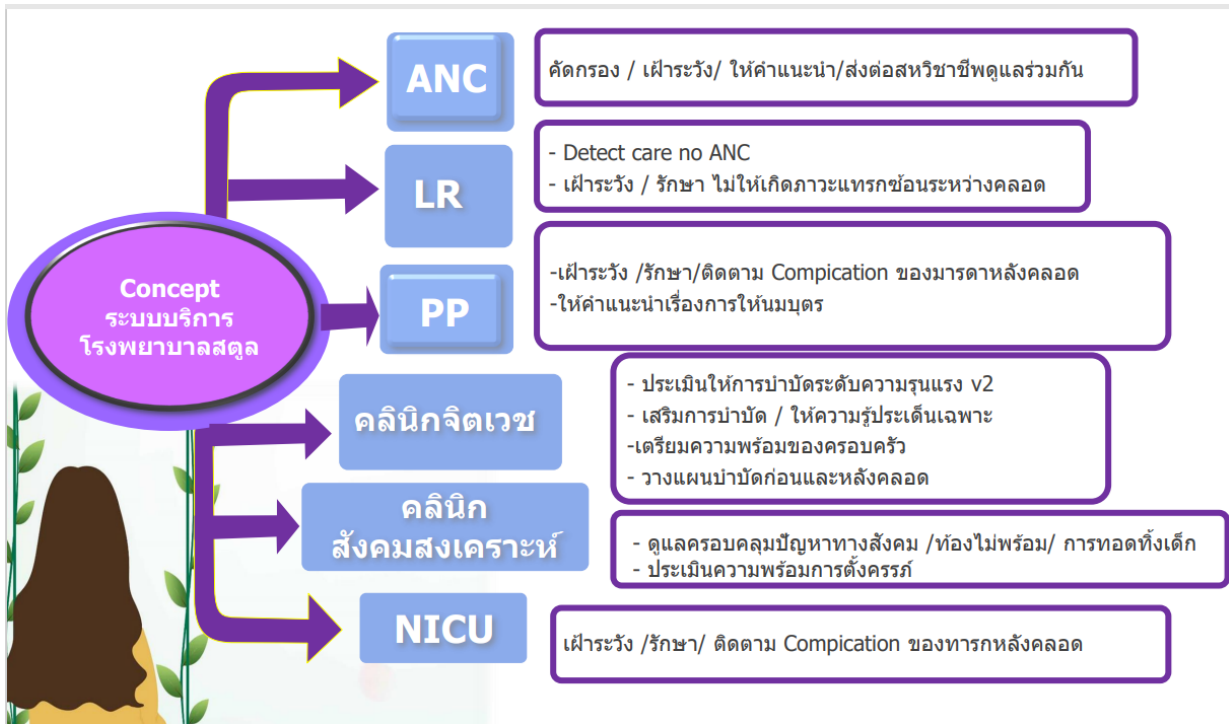 ANC
คัดกรอง / เฝ้าระวัง/ ให้คำแนะนำ/ส่งต่อสหวิชาชีพดูแลร่วมกัน
LR
- Detect care no ANC
- เฝ้าระวัง / รักษา ไม่ให้เกิดภาวะแทรกซ้อนระหว่างคลอด
Concept
ระบบบริการ
โรงพยาบาลสตูล
PP
-เฝ้าระวัง /รักษา/ติดตาม Compication ของมารดาหลังคลอด
-ให้คำแนะนำเรื่องการให้นมบุตร
คลินิกจิตเวช
- ประเมินให้การบำบัดระดับความรุนแรง v2
- เสริมการบำบัด / ให้ความรู้ประเด็นเฉพาะ
-เตรียมความพร้อมของครอบครัว
- วางแผนบำบัดก่อนและหลังคลอด
คลินิก
สังคมสงเคราะห์
- ดูแลครอบคลุมปัญหาทางสังคม /ท้องไม่พร้อม/ การทอดทิ้งเด็ก
- ประเมินความพร้อมการตั้งครรภ์
NICU
เฝ้าระวัง /รักษา/ ติดตาม Compication ของทารกหลังคลอด